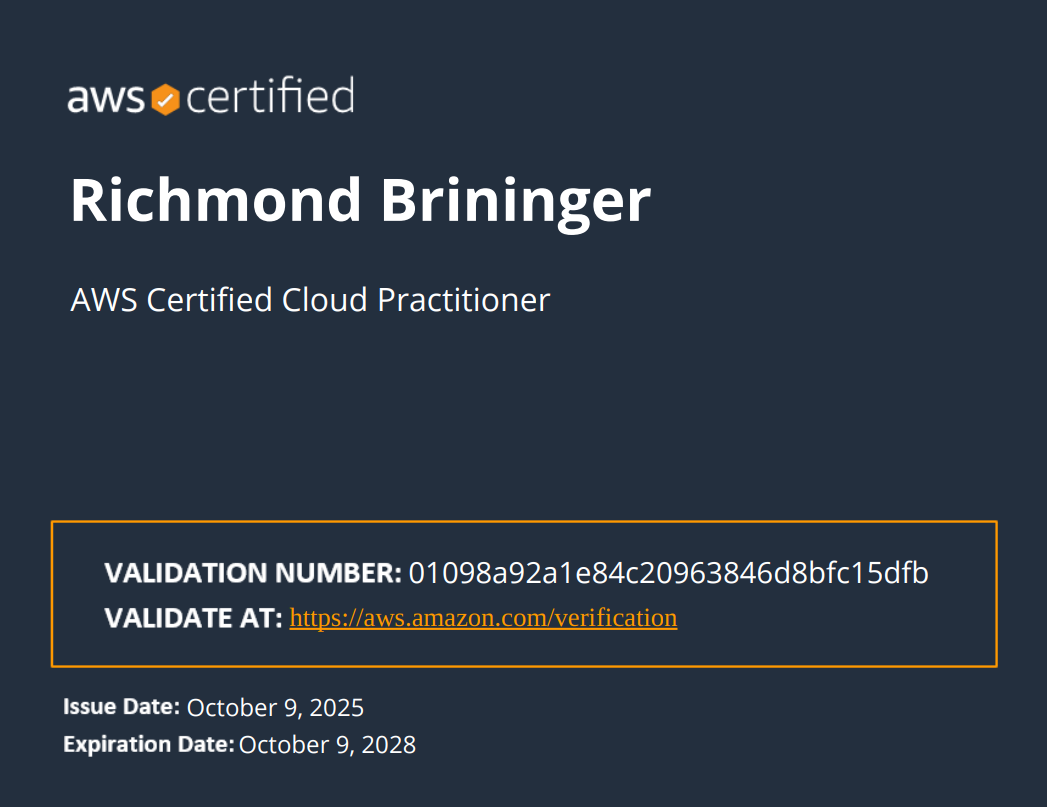 aws certified
Richmond Brininger
AWS Certified Cloud Practitioner
VALIDATION NUMBER: 01098a92a1e84c20963846d8bfc15dfb
VALIDATE AT: https://aws.amazon.com/verification
Issue Date: October 9, 2025
Expiration Date: October 9, 2028